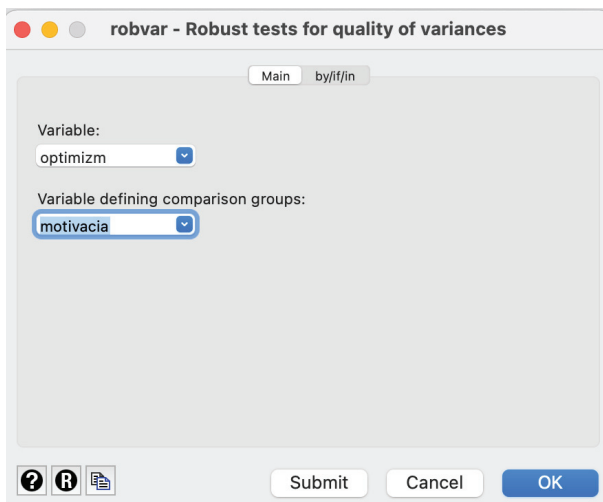 robvar - Robust tests for quality of variances
Main by/if/in
Variable:
optimizm
Variable defining comparison groups:
motivacia
? R Submit Cancel OK